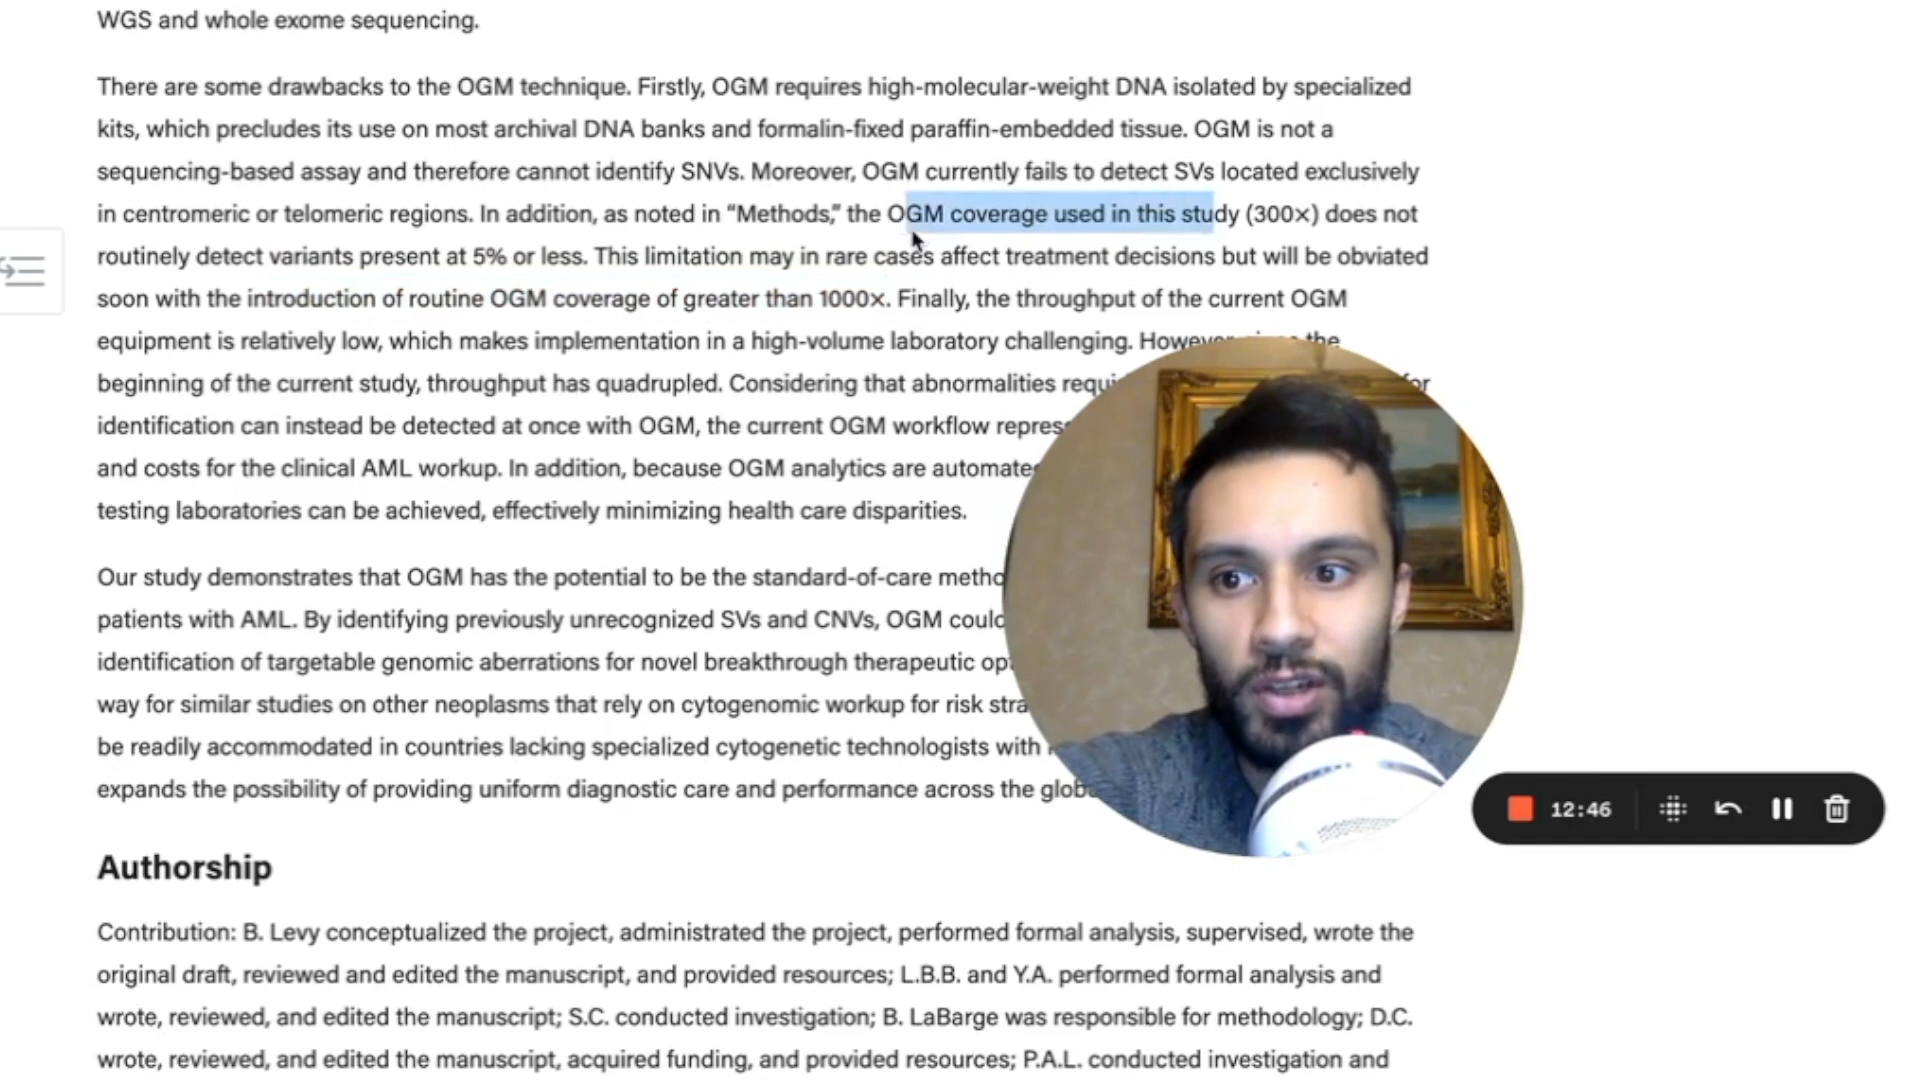 WGS and whole exome sequencing.
There are some drawbacks to the OGM technique. Firstly, OGM requires high-molecular-weight DNA isolated by specialized
kits, which precludes its use on most archival DNA banks and formalin-fixed paraffin-embedded tissue. OGM is not a
sequencing-based assay and therefore cannot identify SNVs. Moreover, OGM currently fails to detect SVs located exclusively
in centromeric or telomeric regions. In addition, as noted in “Methods,” the OGM coverage used in this study (300×) does not
routinely detect variants present at 5% or less. This limitation may in rare cases affect treatment decisions but will be obviated
soon with the introduction of routine OGM coverage of greater than 1000×. Finally, the throughput of the current OGM
equipment is relatively low, which makes implementation in a high-volume laboratory challenging. However, the
beginning of the current study, throughput has quadrupled. Considering that abnormalities for
identification can instead be detected at once with OGM, the current OGM workflow
and costs for the clinical AML workup. In addition, because OGM analytics are
testing laboratories can be achieved, effectively minimizing health care disparities.
Our study demonstrates that OGM has the potential to be the standard-of-care
patients with AML. By identifying previously unrecognized SVs and CNVs, OGM
identification of targetable genomic aberrations for novel breakthrough therapeutic
way for similar studies on other neoplasms that rely on cytogenomic workup for risk
be readily accommodated in countries lacking specialized cytogenetic technologists with
expands the possibility of providing uniform diagnostic care and performance across the
12:46
Authorship
Contribution: B. Levy conceptualized the project, administrated the project, performed formal analysis, supervised, wrote the
original draft, reviewed and edited the manuscript, and provided resources; L.B.B. and Y.A. performed formal analysis and
wrote, reviewed, and edited the manuscript; S.C. conducted investigation; B. LaBarge was responsible for methodology; D.C.
wrote, reviewed, and edited the manuscript, acquired funding, and provided resources; P.A.L. conducted investigation and